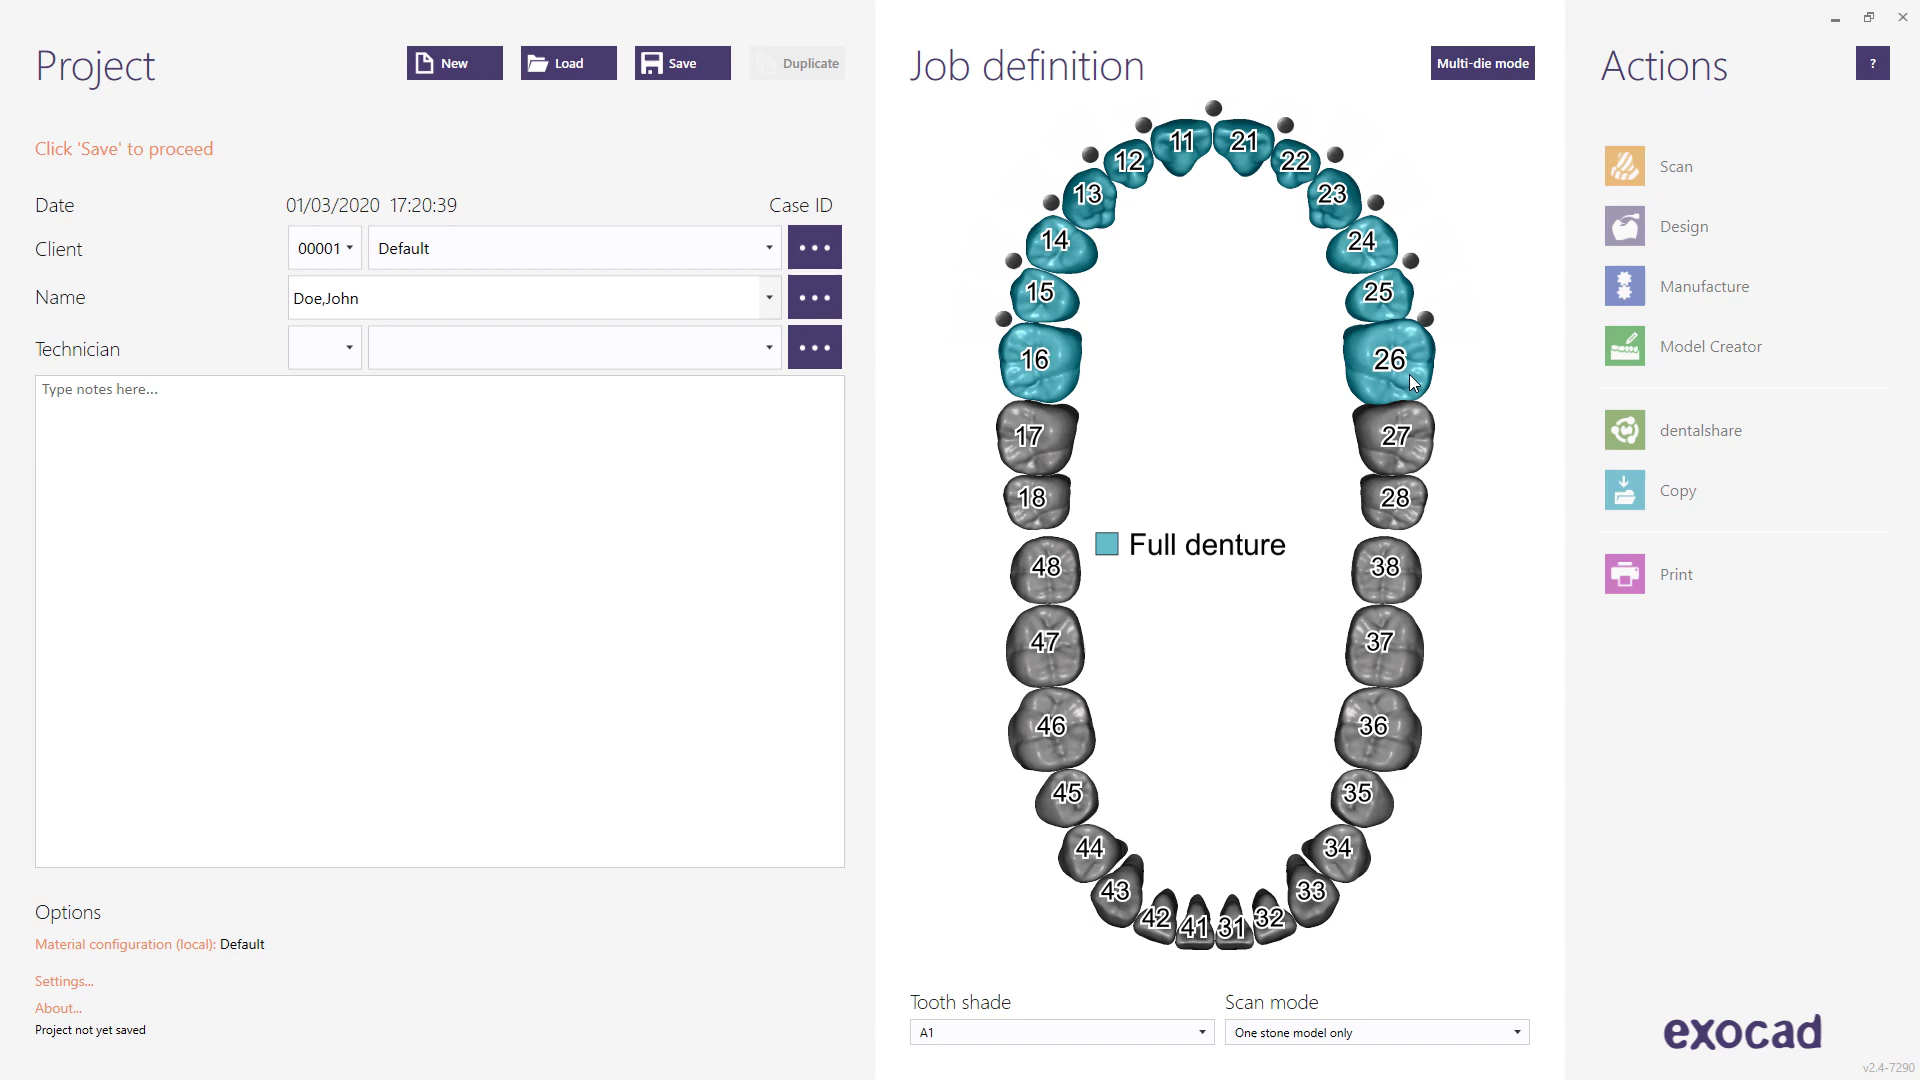 Project
New
Load
Save
Duplicate
Click 'Save' to proceed
Date 01/03/2020 17:20:39 Case ID
Client 00001 Default
Name Doe,John
Technician
Type notes here...
Options
Material configuration (local): Default
Settings...
About...
Project not yet saved
Job definition
Multi-die mode
11 21
12 22
13 23
14 24
15 25
16 26
17 27
18 28
Full denture
48 38
47 37
46 36
45 35
44 34
43 33
42 41 31 32
Tooth shade
A1
Scan mode
One stone model only
Actions
?
Scan
Design
Manufacture
Model Creator
dentalshare
Copy
Print
exocad
v2.4-7290